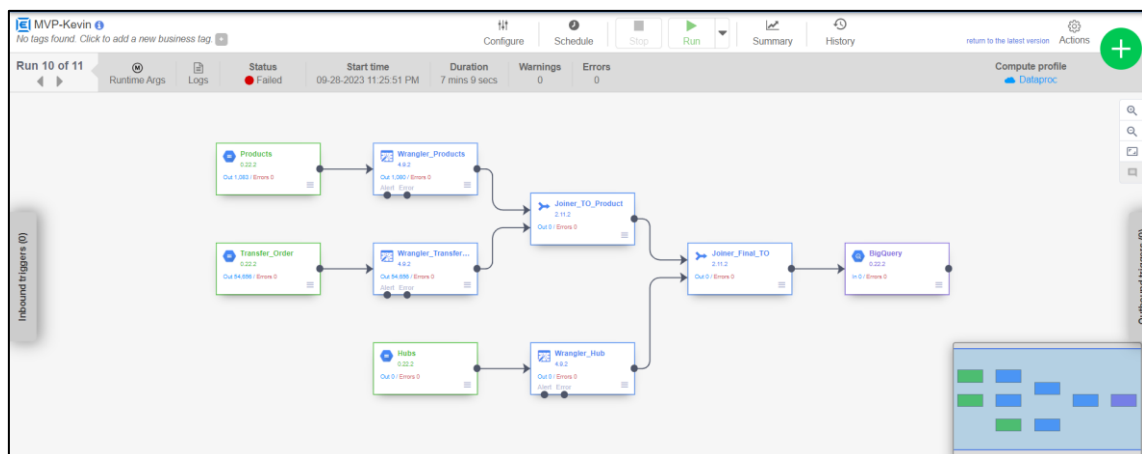 MVP-Kevin
No tags found. Click to add a new business tag.
Configure
Schedule
Stop
Run
Summary
History
return to the latest version
Actions
Run 10 of 11
Runtime Args
Logs
Status
Failed
Start time
09-28-2023 11:25:51 PM
Duration
7 mins 9 secs
Warnings
0
Errors
0
Compute profile
Dataproc
Inbound triggers (0)
Products
0.22.2
Out 1,083 / Errors 0
Wrangler_Products
4.9.2
Out 1,080 / Errors 0
Alert Error
Joiner_TO_Product
2.11.2
Out 0 / Errors 0
Transfer_Order
0.22.2
Out 54,686 / Errors 0
Wrangler_Transfer...
4.9.2
Out 54,686 / Errors 0
Alert Error
Joiner_Final_TO
2.11.2
Out 0 / Errors 0
BigQuery
0.22.2
In 0 / Errors 0
Hubs
0.22.2
Out 0 / Errors 0
Wrangler_Hub
4.9.2
Out 0 / Errors 0
Alert Error